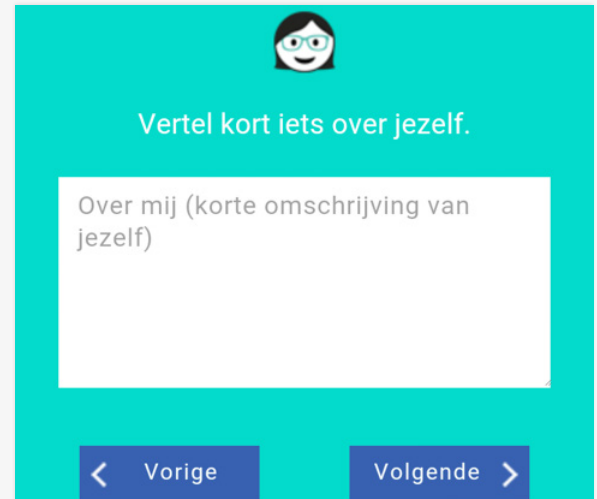 Vertel kort iets over jezelf.
Over mij (korte omschrijving van
jezelf)
Vorige
Volgende